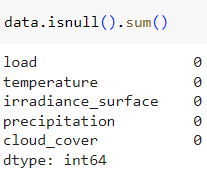 data.isnull().sum()
load 0
temperature 0
irradiance_surface 0
precipitation 0
cloud_cover 0
dtype: int64